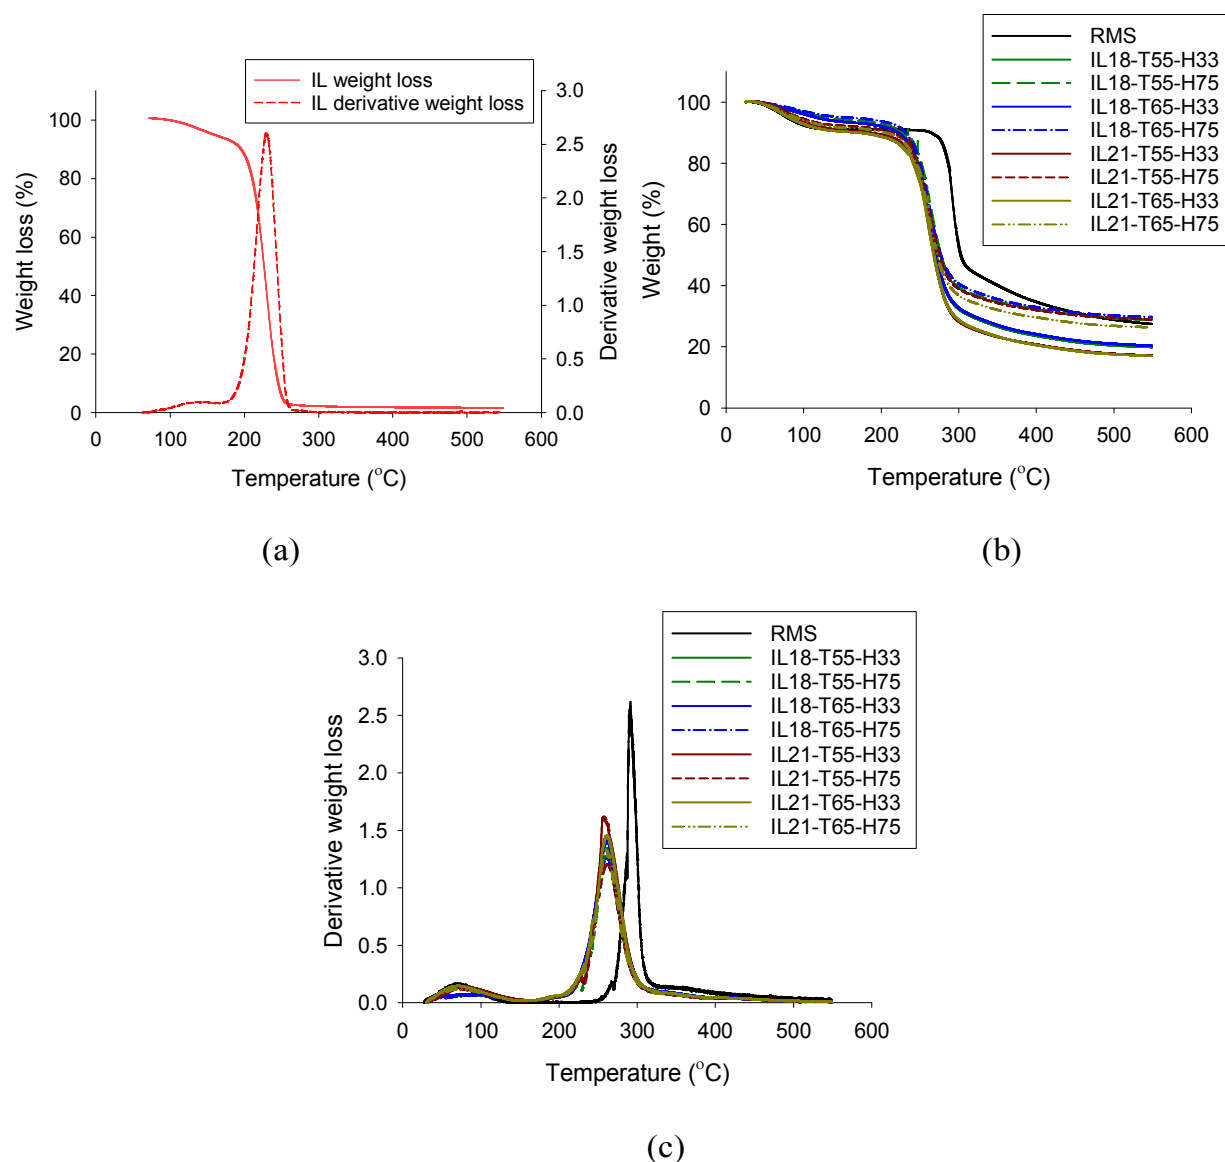 IL weight loss
IL derivative weight loss
Weight loss (%)
100
80
60
40
20
0
3.0
2.5
2.0
1.5
1.0
0.5
0.0
Derivative weight loss
0 100 200 300 400 500 600
Temperature (°C)
(a)
RMS
IL18-T55-H33
IL18-T55-H75
IL18-T65-H33
IL18-T65-H75
IL21-T55-H33
IL21-T55-H75
IL21-T65-H33
IL21-T65-H75
Weight (%)
100
80
60
40
20
0
0 100 200 300 400 500 600
Temperature (°C)
(b)
RMS
IL18-T55-H33
IL18-T55-H75
IL18-T65-H33
IL18-T65-H75
IL21-T55-H33
IL21-T55-H75
IL21-T65-H33
IL21-T65-H75
Derivative weight loss
3.0
2.5
2.0
1.5
1.0
0.5
0.0
0 100 200 300 400 500 600
Temperature (°C)
(c)